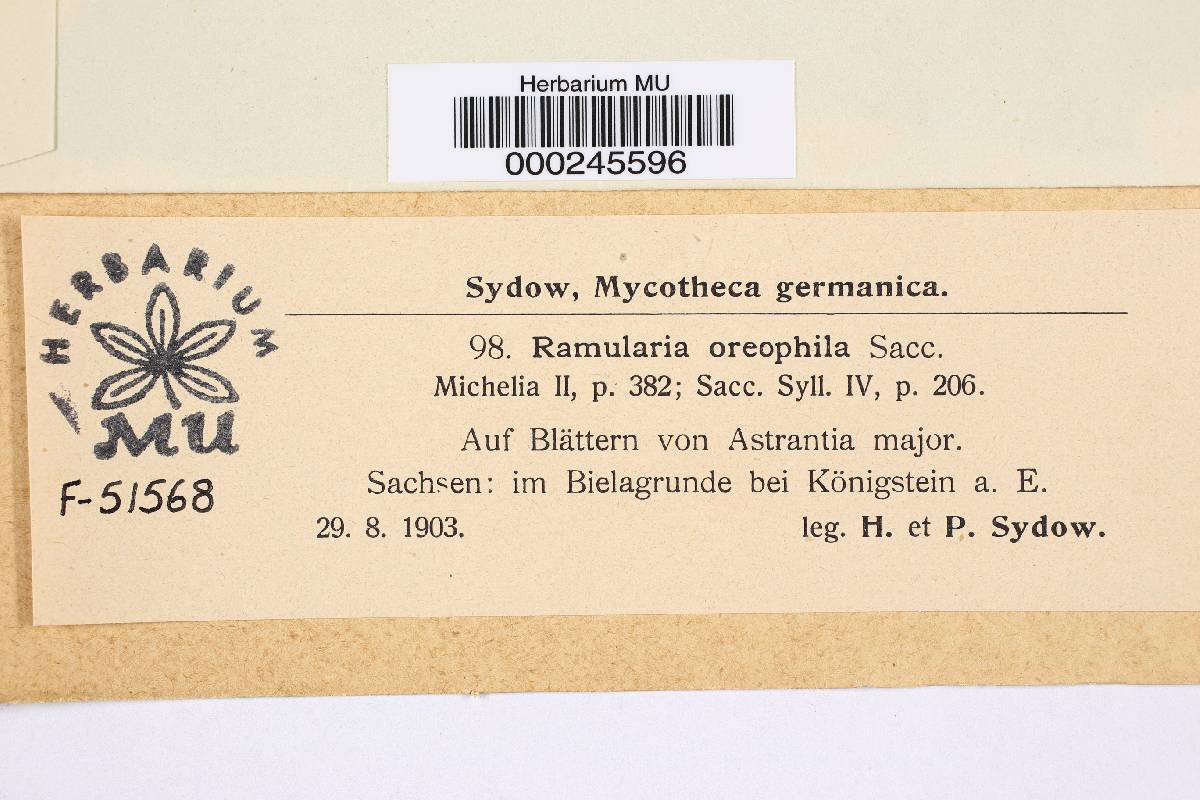 Herbarium MU
000245596
HERBARIUM
MU
F-51568
Sydow, Mycotheca germanica.
98. Ramularia oreophila Sacc.
Michelia II, p. 382; Sacc. Syll. IV, p. 206.
Auf Blättern von Astrantia major.
Sachsen: im Bielagrunde bei Königstein a. E.
29. 8. 1903. leg. H. et P. Sydow.